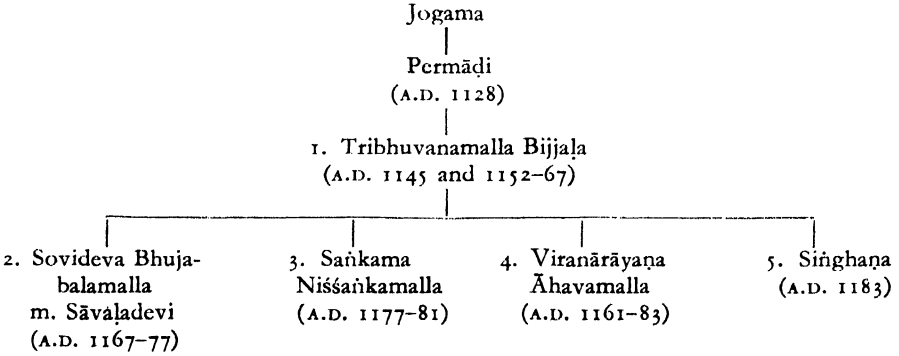 Jogama
Permāḍi
(A.D. 1128)
1. Tribhuvanamalla Bijjaḷa
(A.D. 1145 and 1152–67)
2. Sovideva Bhuja-
balamalla
m. Sāvaḷadevi
(A.D. 1167–77)
3. Saṅkama
Niśśaṅkamalla
(A.D. 1177–81)
4. Viranārāyaṇa
Āhavamalla
(A.D. 1161–83)
5. Siṅghaṇa
(A.D. 1183)